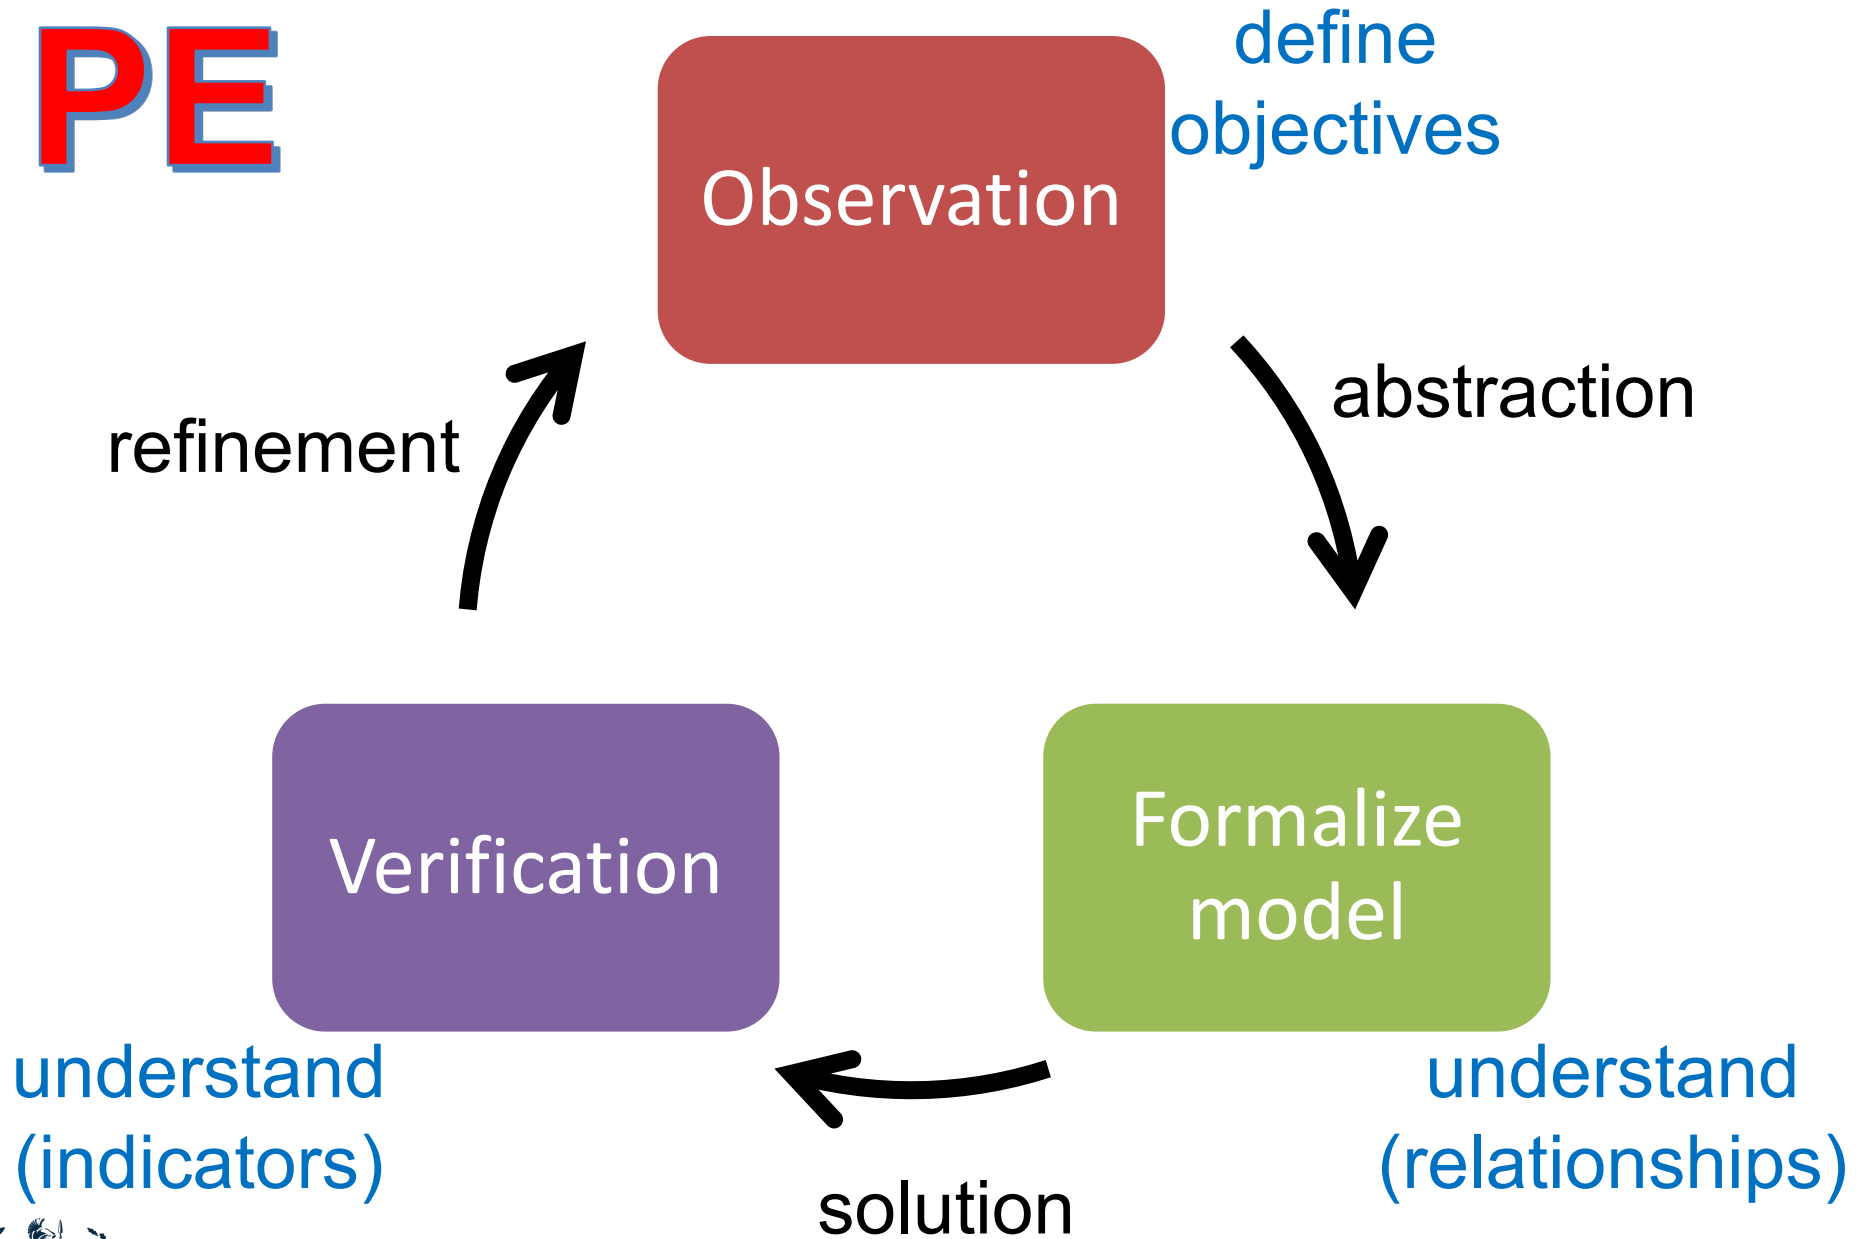 PE
define
objectives
Observation
abstraction
refinement
Verification
Formalize
model
understand
(indicators)
understand
(relationships)
solution